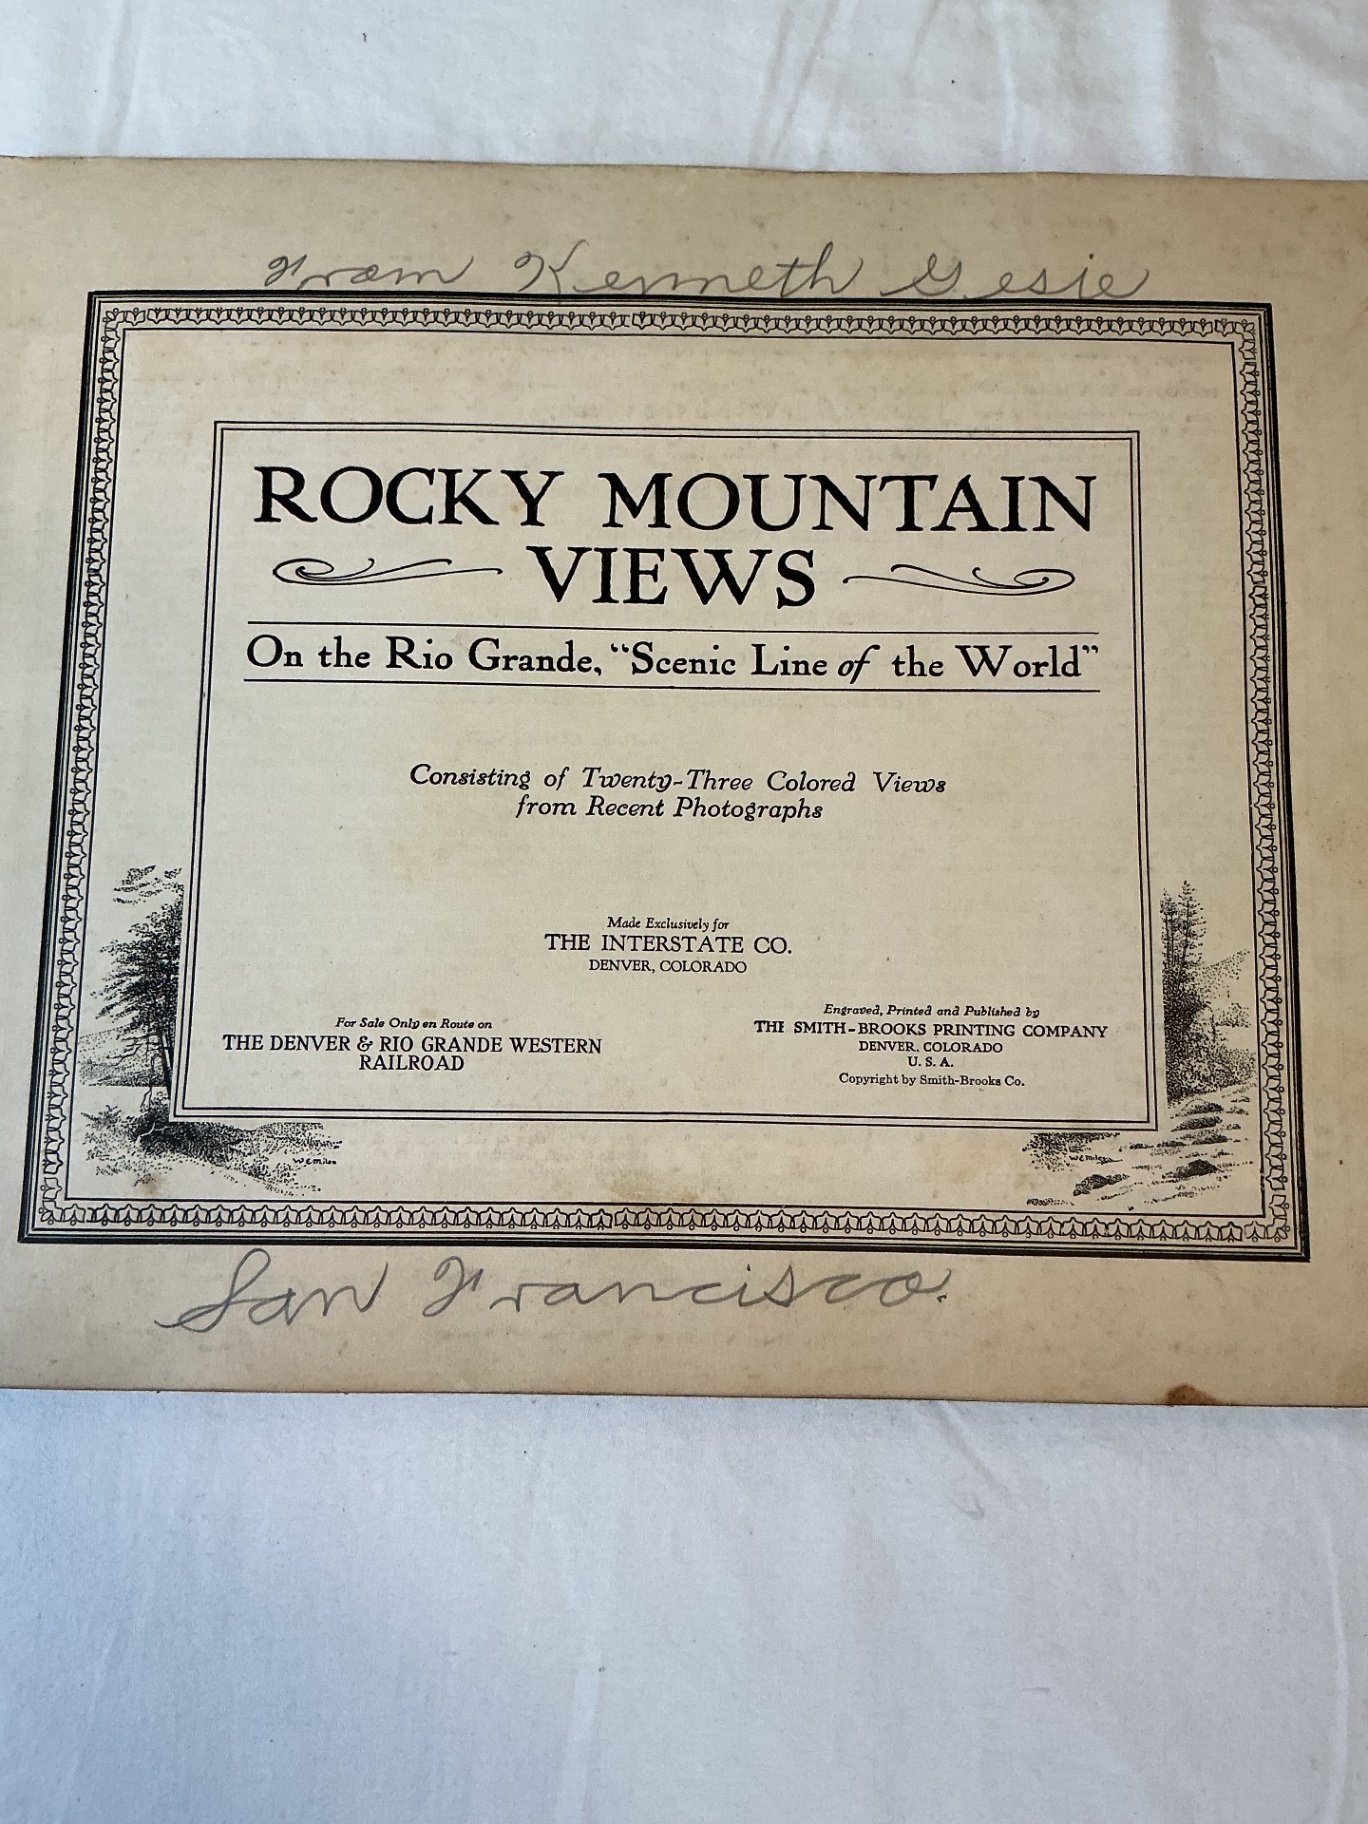 From Kenneth Gesie
ROCKY MOUNTAIN
VIEWS
On the Rio Grande, "Scenic Line of the World"
Consisting of Twenty-Three Colored Views
from Recent Photographs
Made Exclusively for
THE INTERSTATE CO.
DENVER, COLORADO
For Sale Only en Route on
THE DENVER & RIO GRANDE WESTERN
RAILROAD
Engraved, Printed and Published by
THE SMITH-BROOKS PRINTING COMPANY
DENVER, COLORADO
U. S. A.
Copyright by Smith-Brooks Co.
W.E. Miles
W.E. Miles
San Francisco.